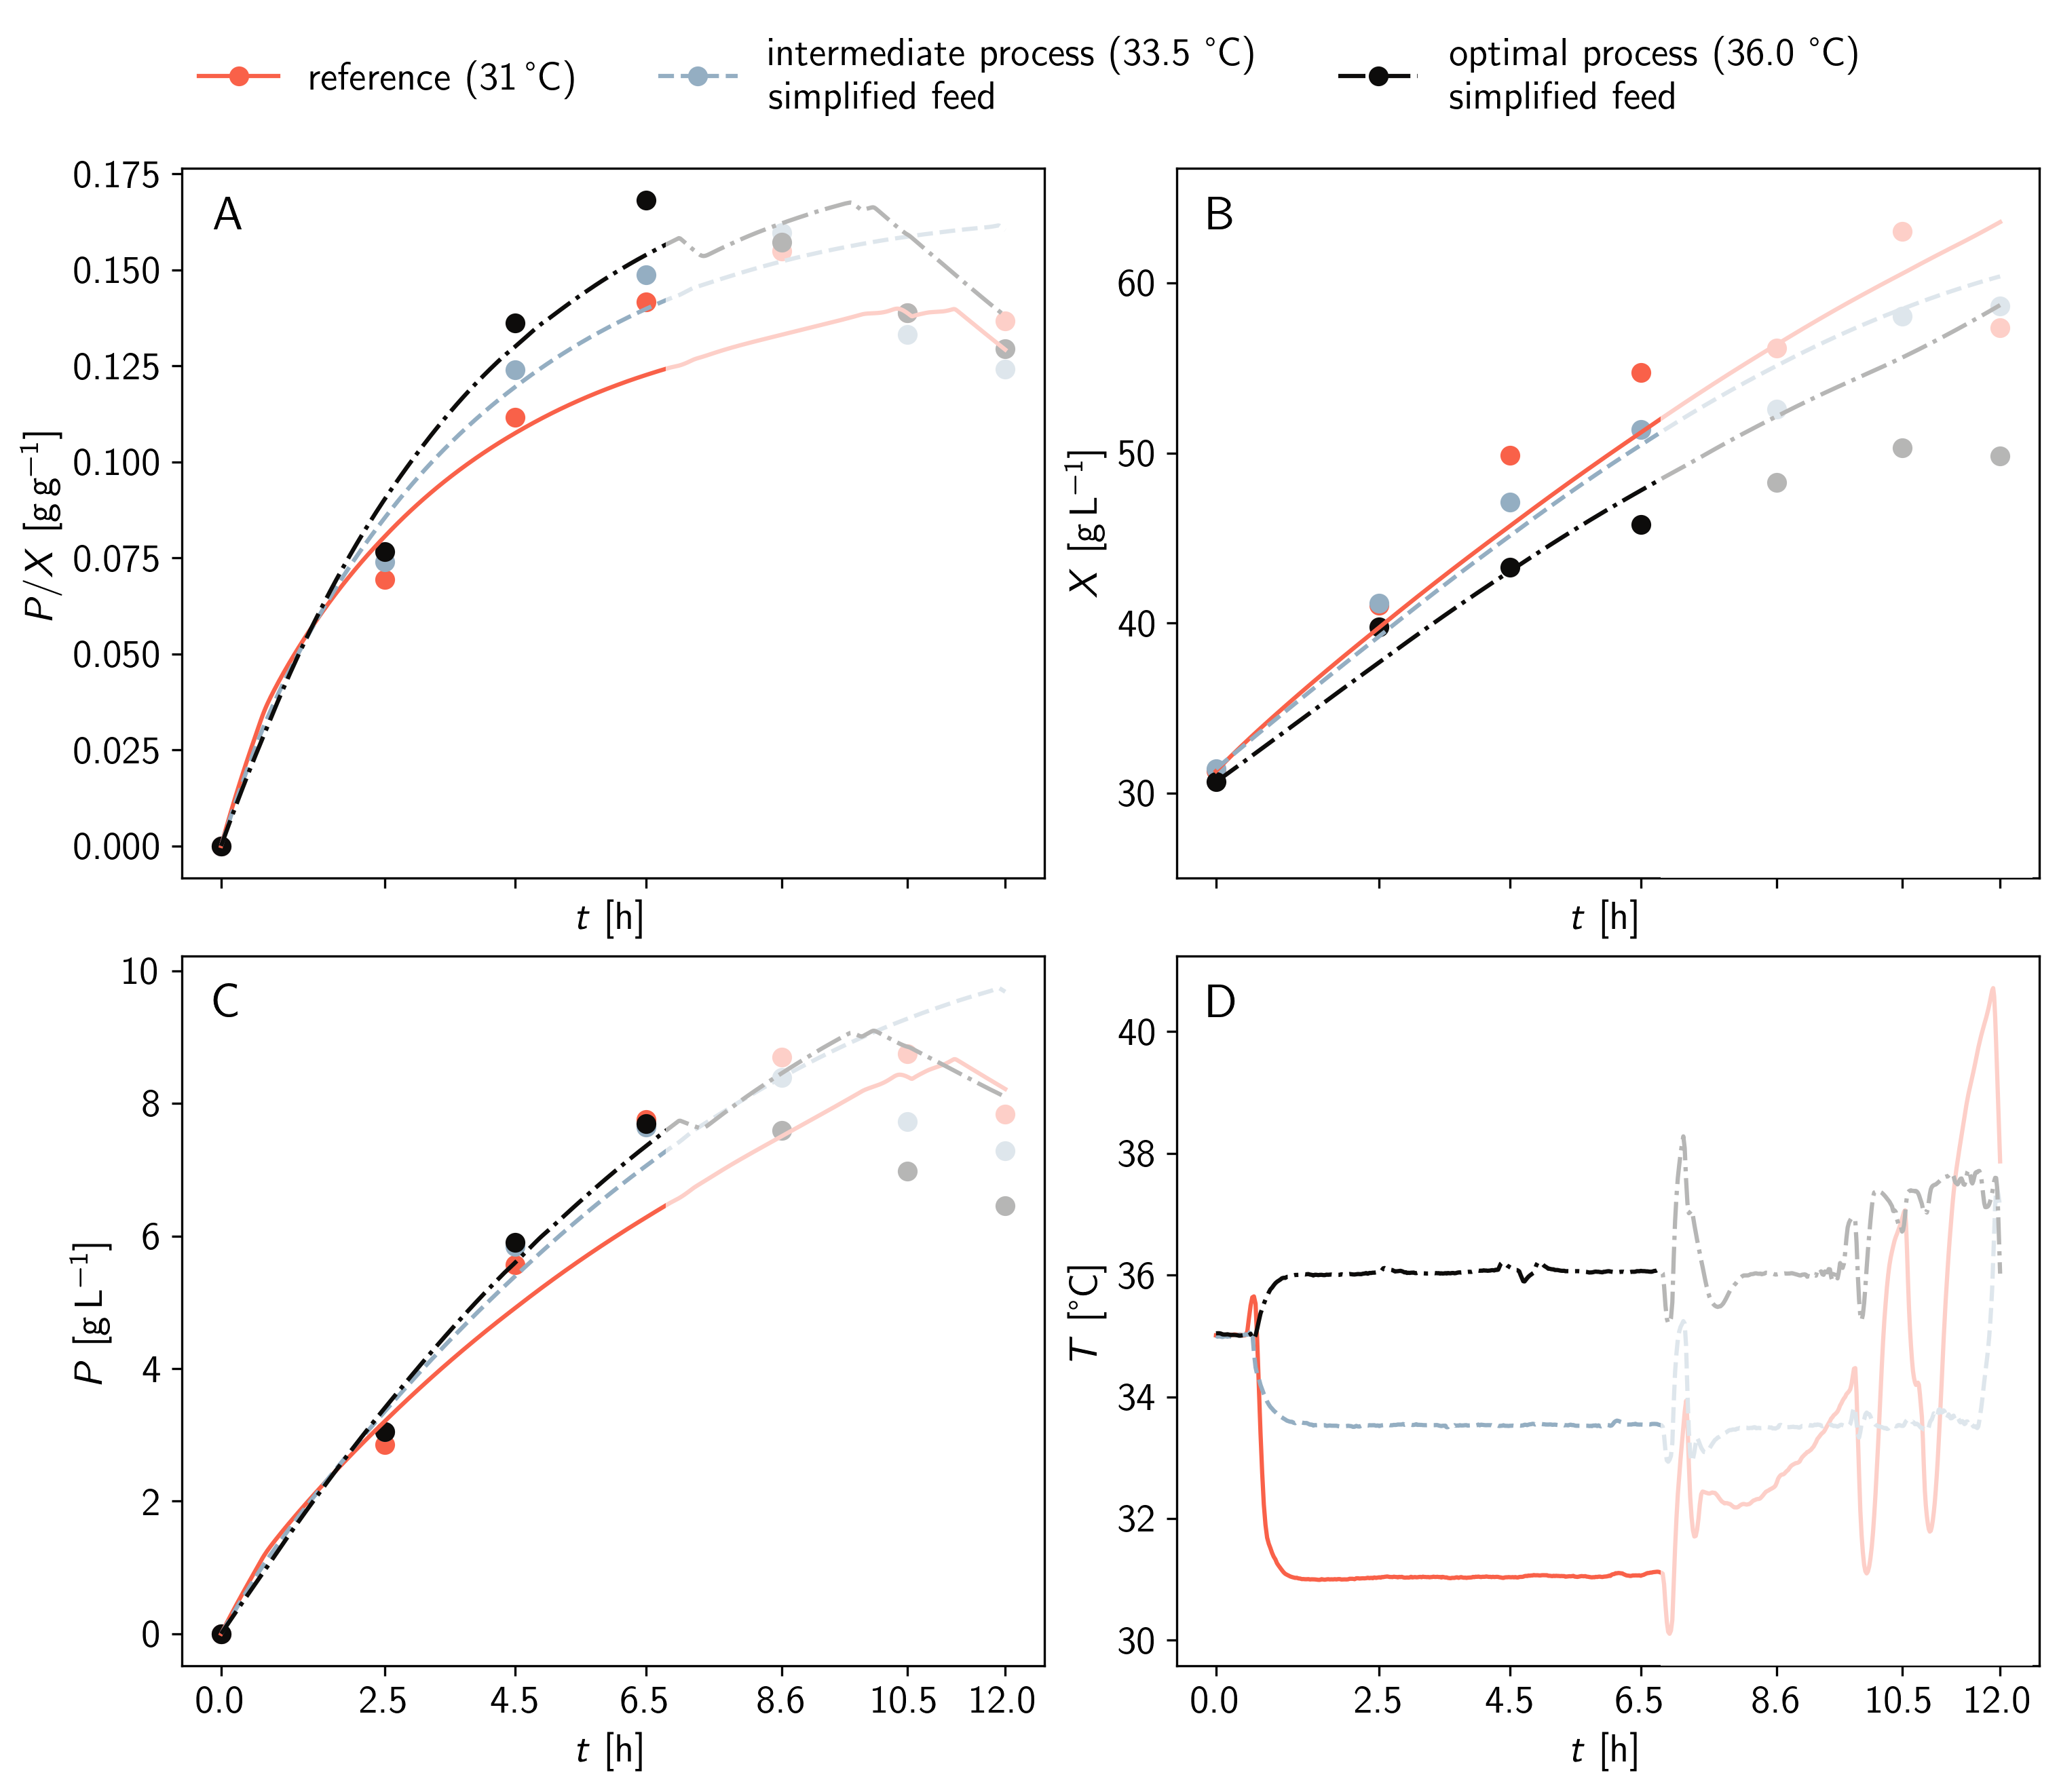 reference (31 °C)
intermediate process (33.5 °C)
simplified feed
optimal process (36.0 °C)
simplified feed
A
0.175
0.150
0.125
0.100
0.075
0.050
0.025
0.000
P/X [g g⁻¹]
t [h]
B
60
50
40
30
X [g L⁻¹]
t [h]
C
10
8
6
4
2
0
P [g L⁻¹]
0.0 2.5 4.5 6.5 8.6 10.5 12.0
t [h]
D
40
38
36
34
32
30
T [°C]
0.0 2.5 4.5 6.5 8.6 10.5 12.0
t [h]